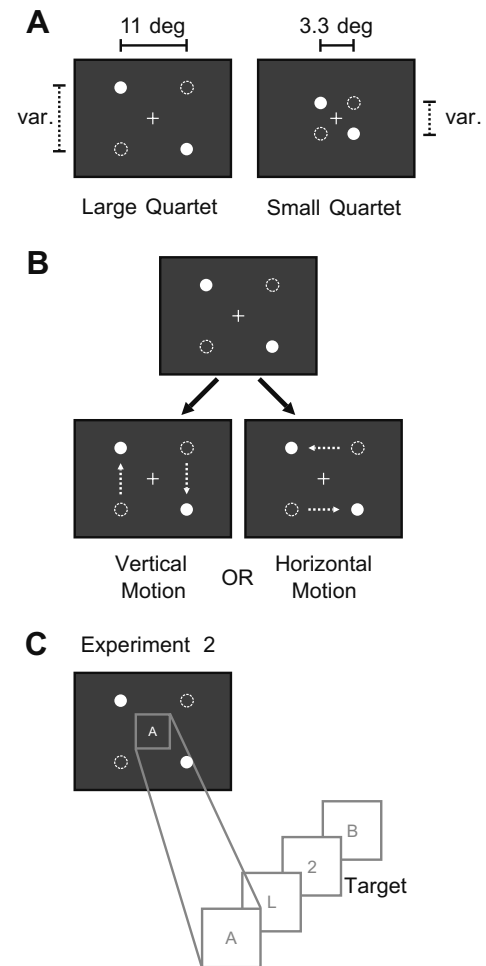 A
11 deg
3.3 deg
var.
var.
Large Quartet
Small Quartet
B
Vertical
Motion
OR
Horizontal
Motion
C
Experiment 2
A
B
2
Target
L
A